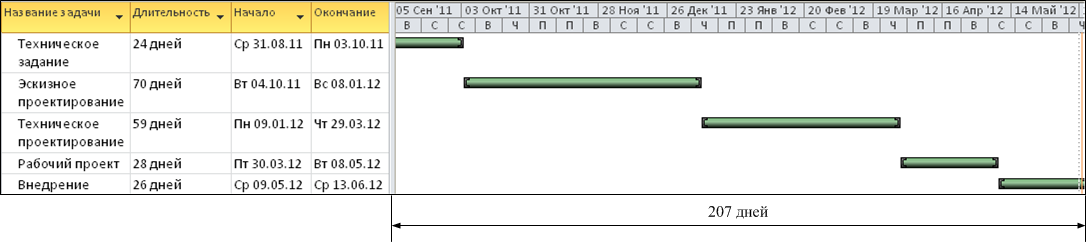 Название задачи Длительность Начало Окончание 05 Сен '11 03 Окт '11 31 Окт '11 28 Ноя '11 26 Дек '11 23 Янв '12 20 Фев '12 19 Мар '12 16 Апр '12 14 Май '12
В С В Ч П П В С С В Ч П П В С С В Ч П П В С С В Ч П П В С С Ч
Техническое 24 дней Ср 31.08.11 Пн 03.10.11
задание
Эскизное 70 дней Вт 04.10.11 Вс 08.01.12
проектирование
Техническое 59 дней Пн 09.01.12 Чт 29.03.12
проектирование
Рабочий проект 28 дней Пт 30.03.12 Вт 08.05.12
Внедрение 26 дней Ср 09.05.12 Ср 13.06.12
207 дней